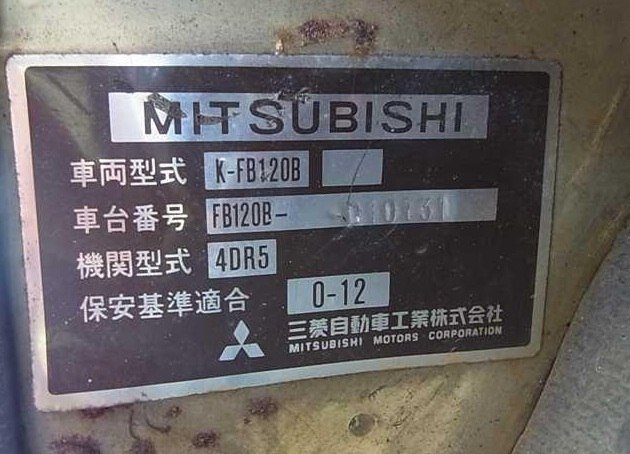 MITSUBISHI
車両型式 K-FB120B
車台番号 FB120B-
機関型式 4DR5
保安基準適合 0-12
三菱自動車工業株式会社
MITSUBISHI MOTORS CORPORATION